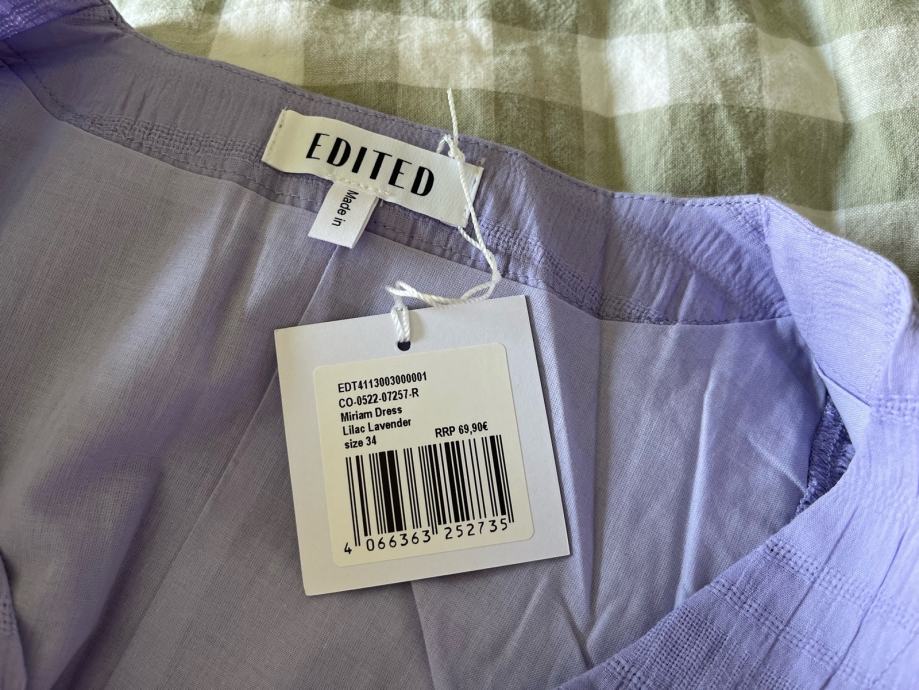 EDITED
Made in
EDT4113003000001
CO-0522-07257-R
Miriam Dress
Lilac Lavender
size 34 RRP 69,90€
4 066363 252735